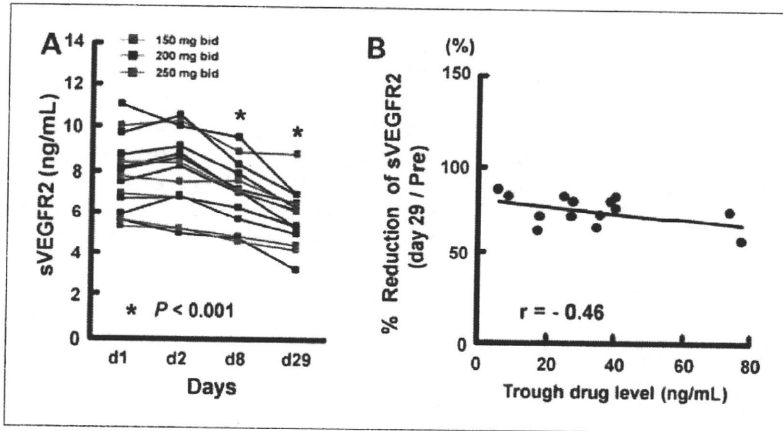 A
150 mg bid
200 mg bid
250 mg bid
14
12
10
8
6
4
2
0
sVEGFR2 (ng/mL)
*
*
* P < 0.001
d1 d2 d8 d29
Days
B
(%)
150
100
50
0
% Reduction of sVEGFR2
(day 29 / Pre)
r = - 0.46
0 20 40 60 80
Trough drug level (ng/mL)